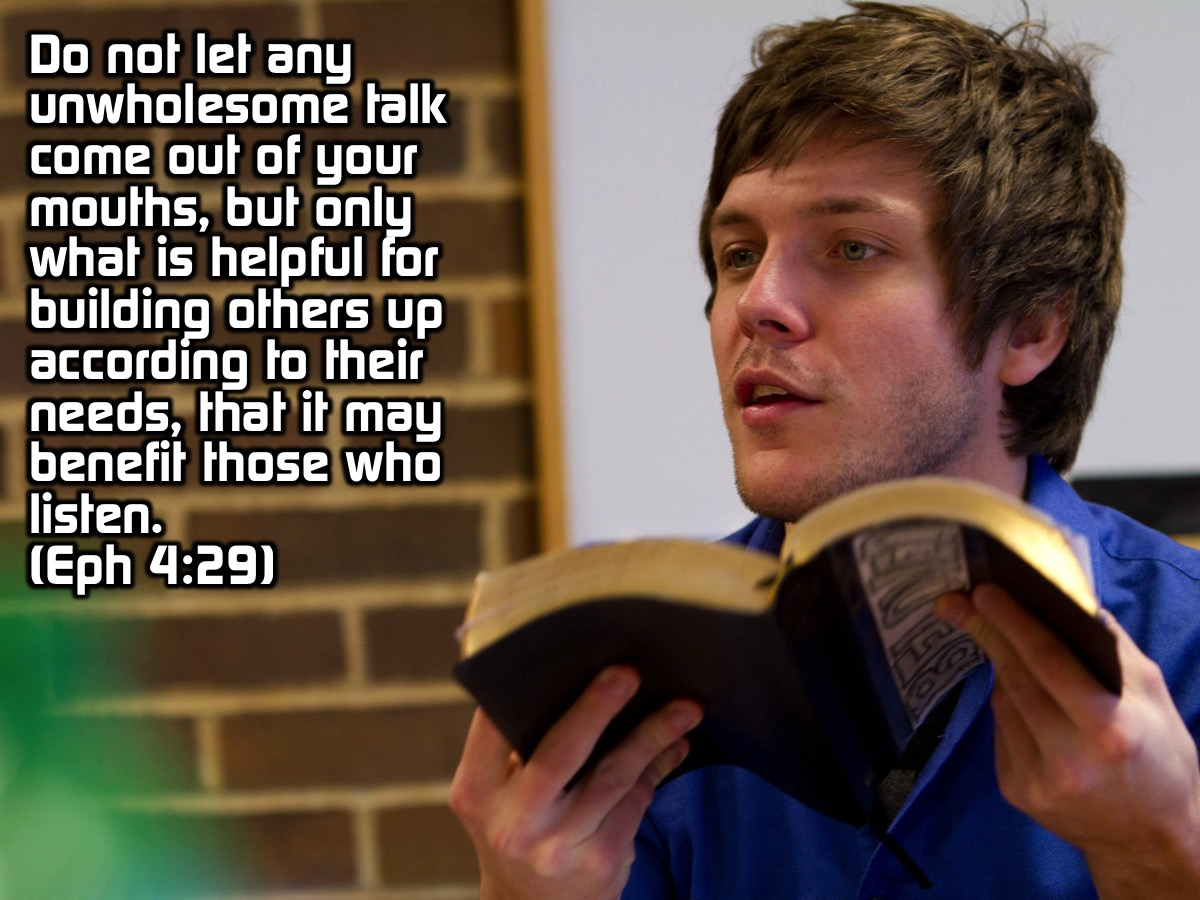 Do not let any
unwholesome talk
come out of your
mouths, but only
what is helpful for
building others up
according to their
needs, that it may
benefit those who
listen.
(Eph 4:29)